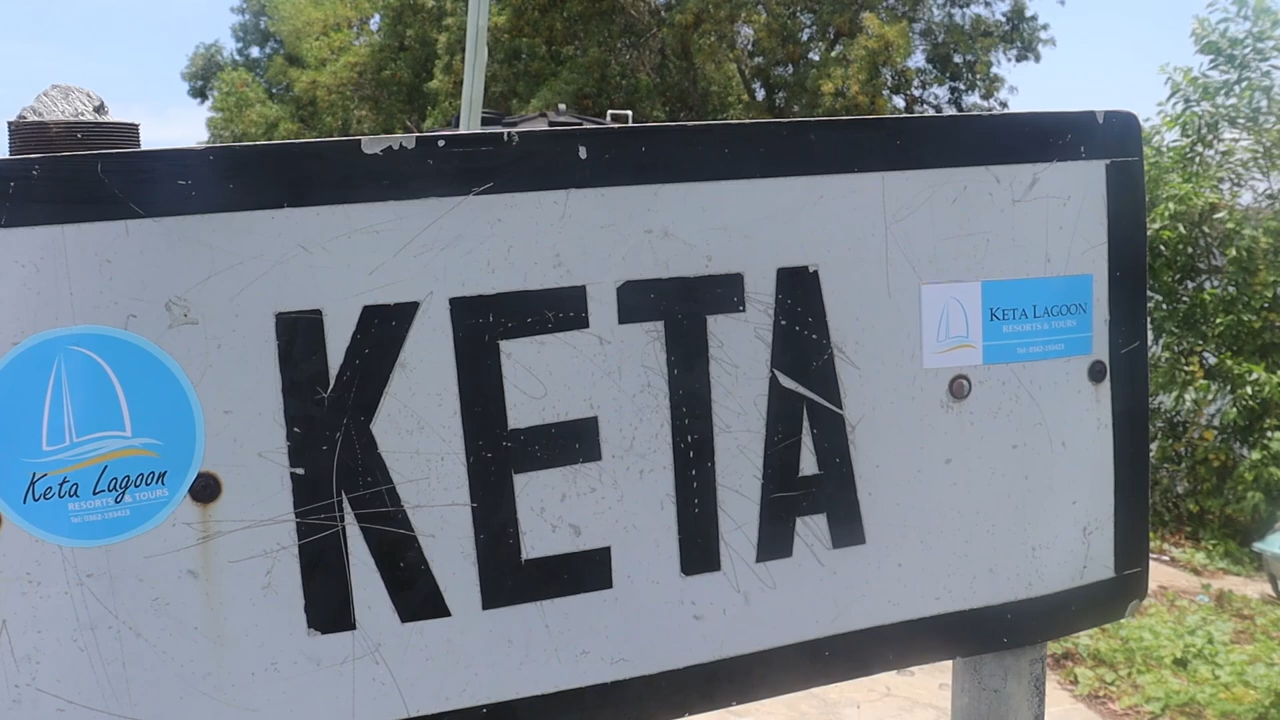 KETA
Keta Lagoon
RESORTS & TOURS
Tel: 0362-193423
KETA LAGOON
RESORTS & TOURS
Tel: 0362-193423